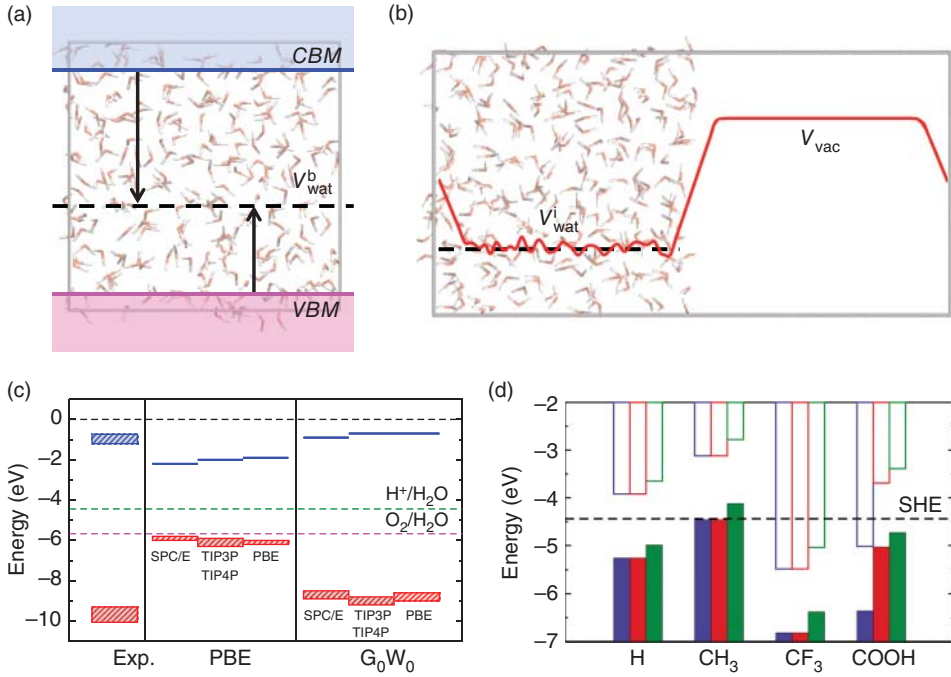 (a)
CBM
V^b_wat
VBM
(b)
V_vac
V^i_wat
(c)
Energy (eV)
0
−2
−4
−6
−8
−10
H⁺/H₂O
O₂/H₂O
SPC/E
TIP3P
TIP4P
PBE
SPC/E
TIP3P
TIP4P
PBE
Exp.
PBE
G₀W₀
(d)
Energy (eV)
−2
−3
−4
−5
−6
−7
SHE
H
CH₃
CF₃
COOH